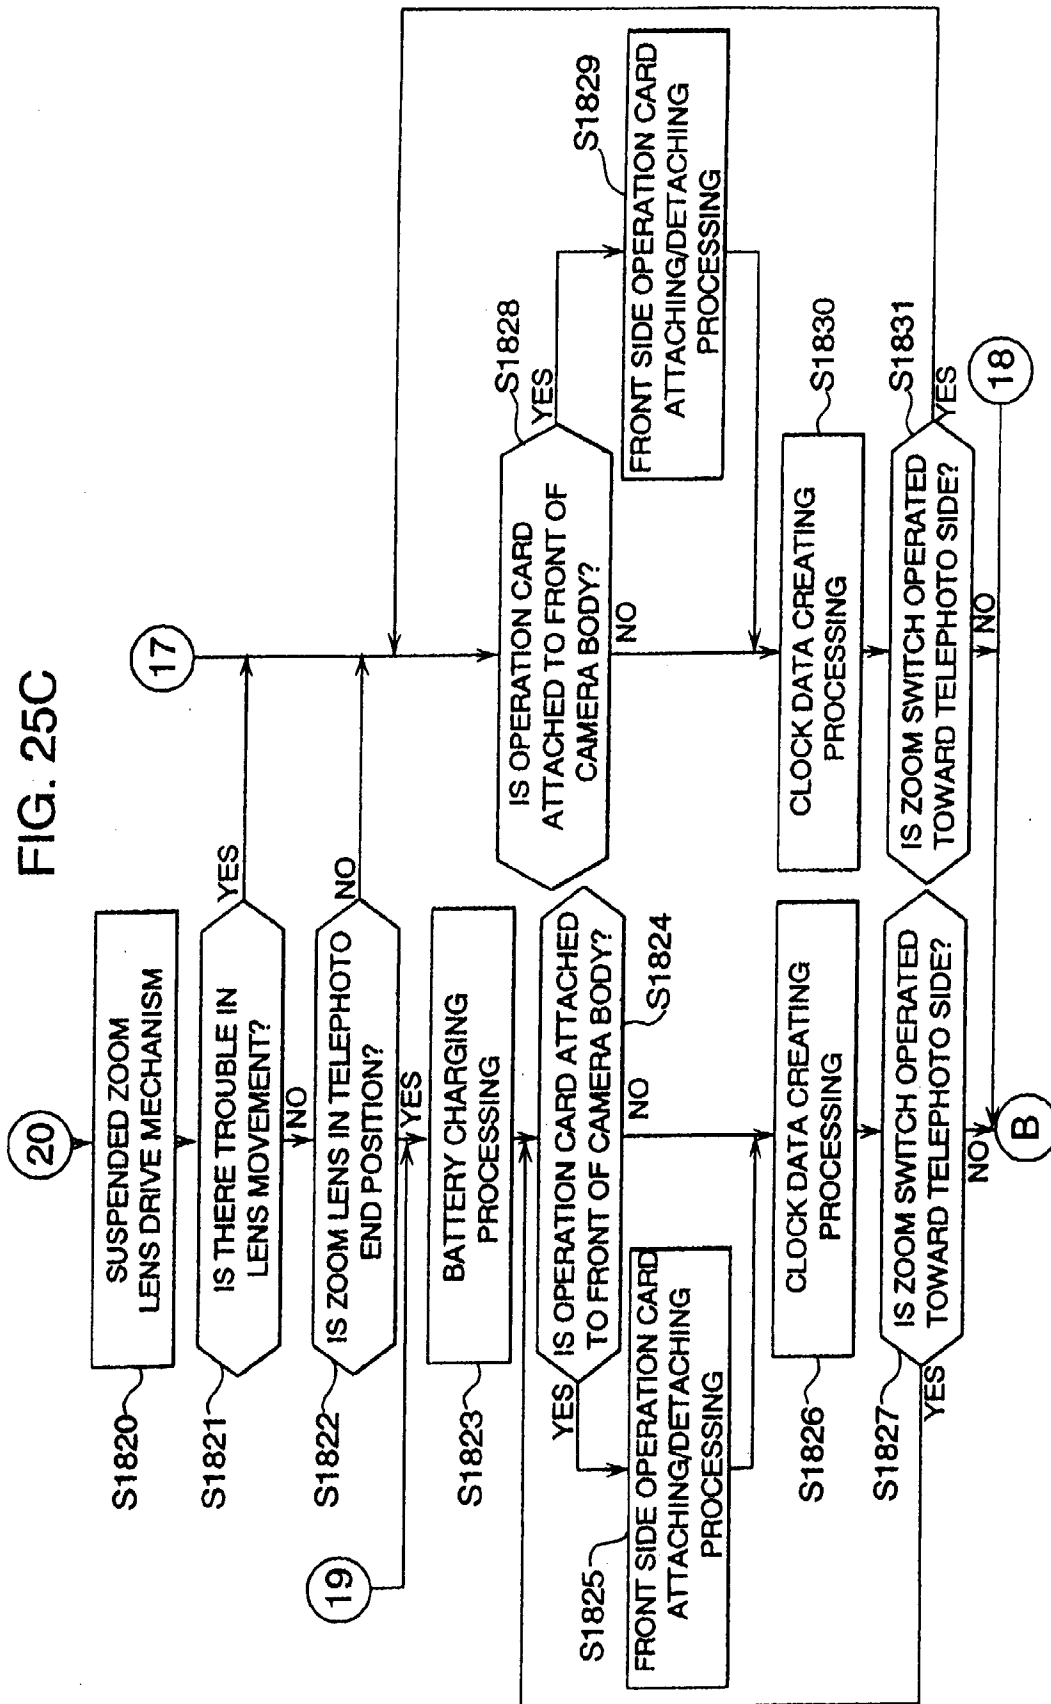 FIG. 25C
20
SUSPENDED ZOOM
LENS DRIVE MECHANISM
S1820
IS THERE TROUBLE IN
LENS MOVEMENT?
S1821
YES
NO
IS ZOOM LENS IN TELEPHOTO
END POSITION?
S1822
NO
YES
19
BATTERY CHARGING
PROCESSING
S1823
IS OPERATION CARD ATTACHED
TO FRONT OF CAMERA BODY?
S1824
YES
NO
FRONT SIDE OPERATION CARD
ATTACHING/DETACHING
PROCESSING
S1825
CLOCK DATA CREATING
PROCESSING
S1826
IS ZOOM SWITCH OPERATED
TOWARD TELEPHOTO SIDE?
S1827
YES
NO
B
17
IS OPERATION CARD
ATTACHED TO FRONT OF
CAMERA BODY?
S1828
YES
NO
FRONT SIDE OPERATION CARD
ATTACHING/DETACHING
PROCESSING
S1829
CLOCK DATA CREATING
PROCESSING
S1830
IS ZOOM SWITCH OPERATED
TOWARD TELEPHOTO SIDE?
S1831
YES
NO
18